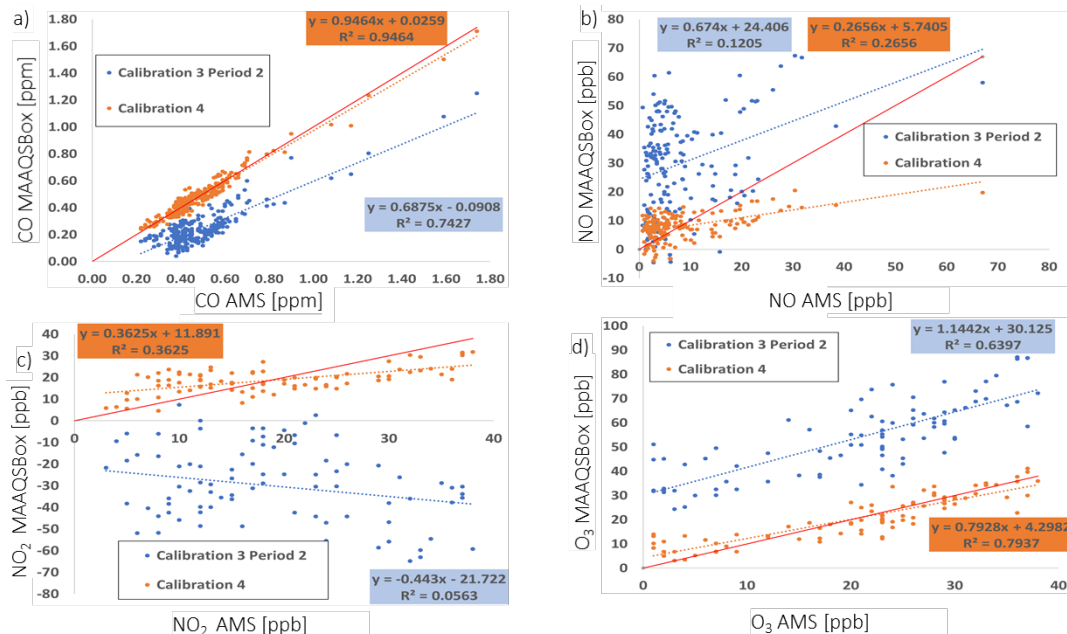 a)
CO MAAQSBox [ppm]
1.80
1.60
1.40
1.20
1.00
0.80
0.60
0.40
0.20
0.00
y = 0.9464x + 0.0259
R² = 0.9464
Calibration 3 Period 2
Calibration 4
y = 0.6875x - 0.0908
R² = 0.7427
0.00 0.20 0.40 0.60 0.80 1.00 1.20 1.40 1.60 1.80
CO AMS [ppm]
b)
NO MAAQSBox [ppb]
80
70
60
50
40
30
20
10
0
-10
y = 0.674x + 24.406
R² = 0.1205
y = 0.2656x + 5.7405
R² = 0.2656
Calibration 3 Period 2
Calibration 4
0 10 20 30 40 50 60 70 80
NO AMS [ppb]
c)
NO₂ MAAQSBox [ppb]
40
30
20
10
0
-10
-20
-30
-40
-50
-60
-70
-80
y = 0.3625x + 11.891
R² = 0.3625
0 10 20 30 40
Calibration 3 Period 2
Calibration 4
y = -0.443x - 21.722
R² = 0.0563
NO₂ AMS [ppb]
d)
O₃ MAAQSBox [ppb]
100
90
80
70
60
50
40
30
20
10
0
Calibration 3 Period 2
Calibration 4
y = 1.1442x + 30.125
R² = 0.6397
y = 0.7928x + 4.2982
R² = 0.7937
0 10 20 30 40
O₃ AMS [ppb]